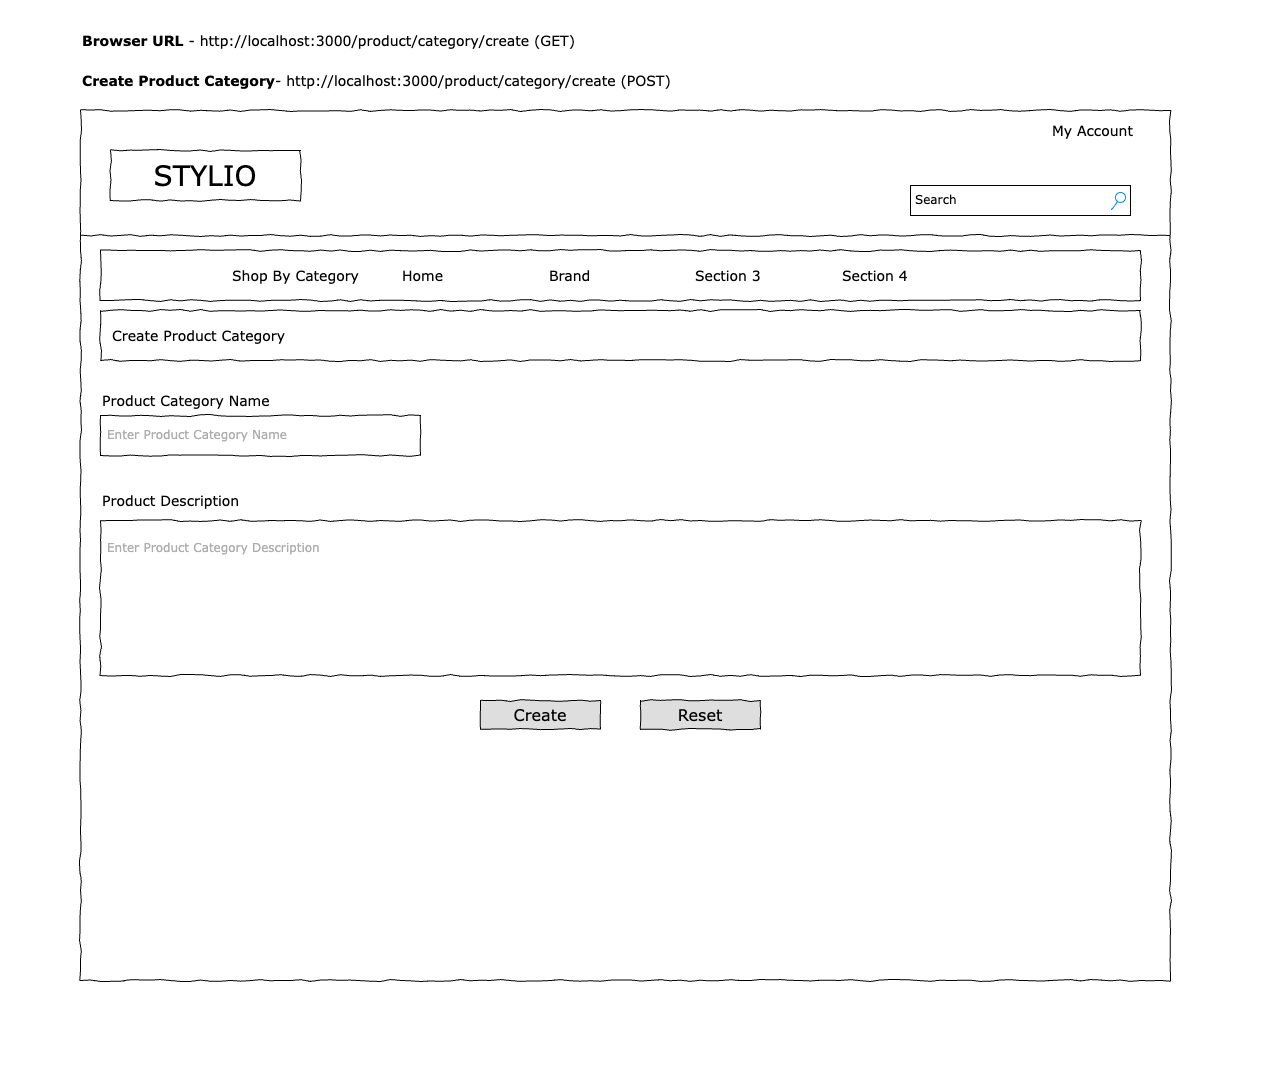 Browser URL - http://localhost:3000/product/category/create (GET)
Create Product Category- http://localhost:3000/product/category/create (POST)
My Account
STYLIO
Search
Shop By Category Home Brand Section 3 Section 4
Create Product Category
Product Category Name
Enter Product Category Name
Product Description
Enter Product Category Description
Create Reset